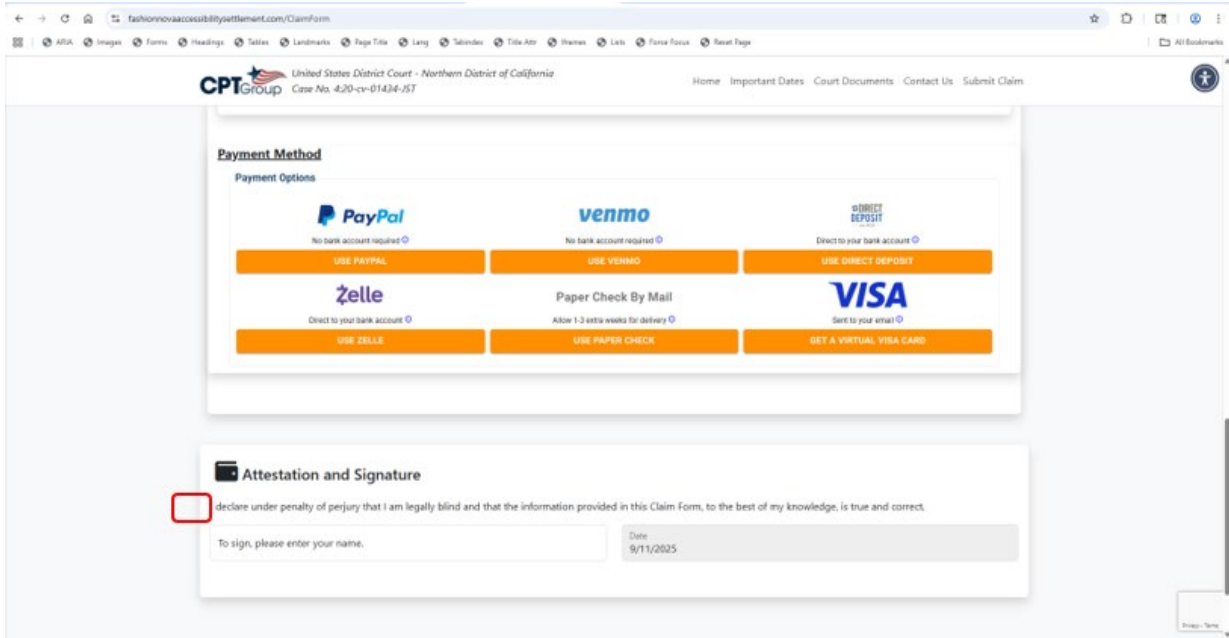 fashionnovaaccessibilitysettlement.com/ClaimForm
ARIA Images Forms Headings Tables Landmarks Page Title Lang Tabindex Title Attr Iframes Lists Force Focus Reset Page All Bookmarks
CPTGroup
United States District Court - Northern District of California
Case No. 4:20-cv-01434-JST
Home Important Dates Court Documents Contact Us Submit Claim
Payment Method
Payment Options
PayPal venmo DIRECT DEPOSIT
No bank account required No bank account required Direct to your bank account
USE PAYPAL USE VENMO USE DIRECT DEPOSIT
Zelle Paper Check By Mail VISA
Direct to your bank account Allow 1-3 extra weeks for delivery Sent to your email
USE ZELLE USE PAPER CHECK GET A VIRTUAL VISA CARD
Attestation and Signature
declare under penalty of perjury that I am legally blind and that the information provided in this Claim Form, to the best of my knowledge, is true and correct.
To sign, please enter your name.
Date
9/11/2025
Privacy - Terms